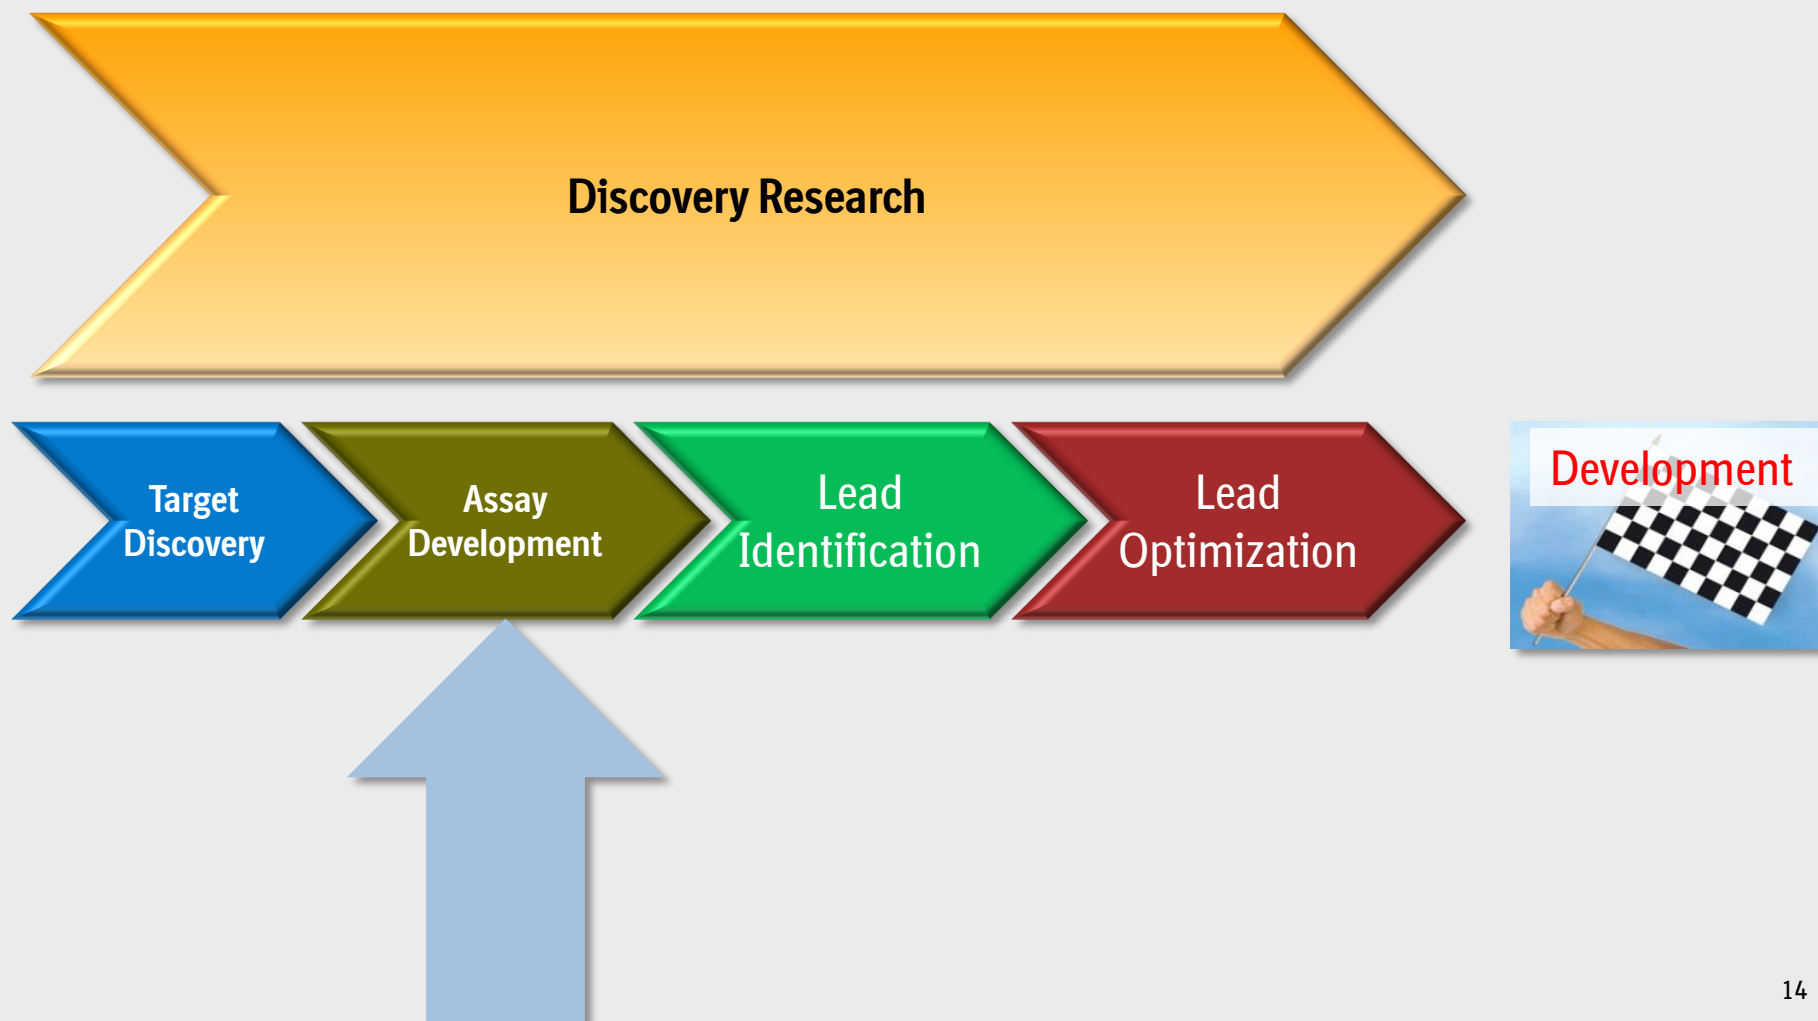 Discovery Research
Target
Discovery
Assay
Development
Lead
Identification
Lead
Optimization
Development
14